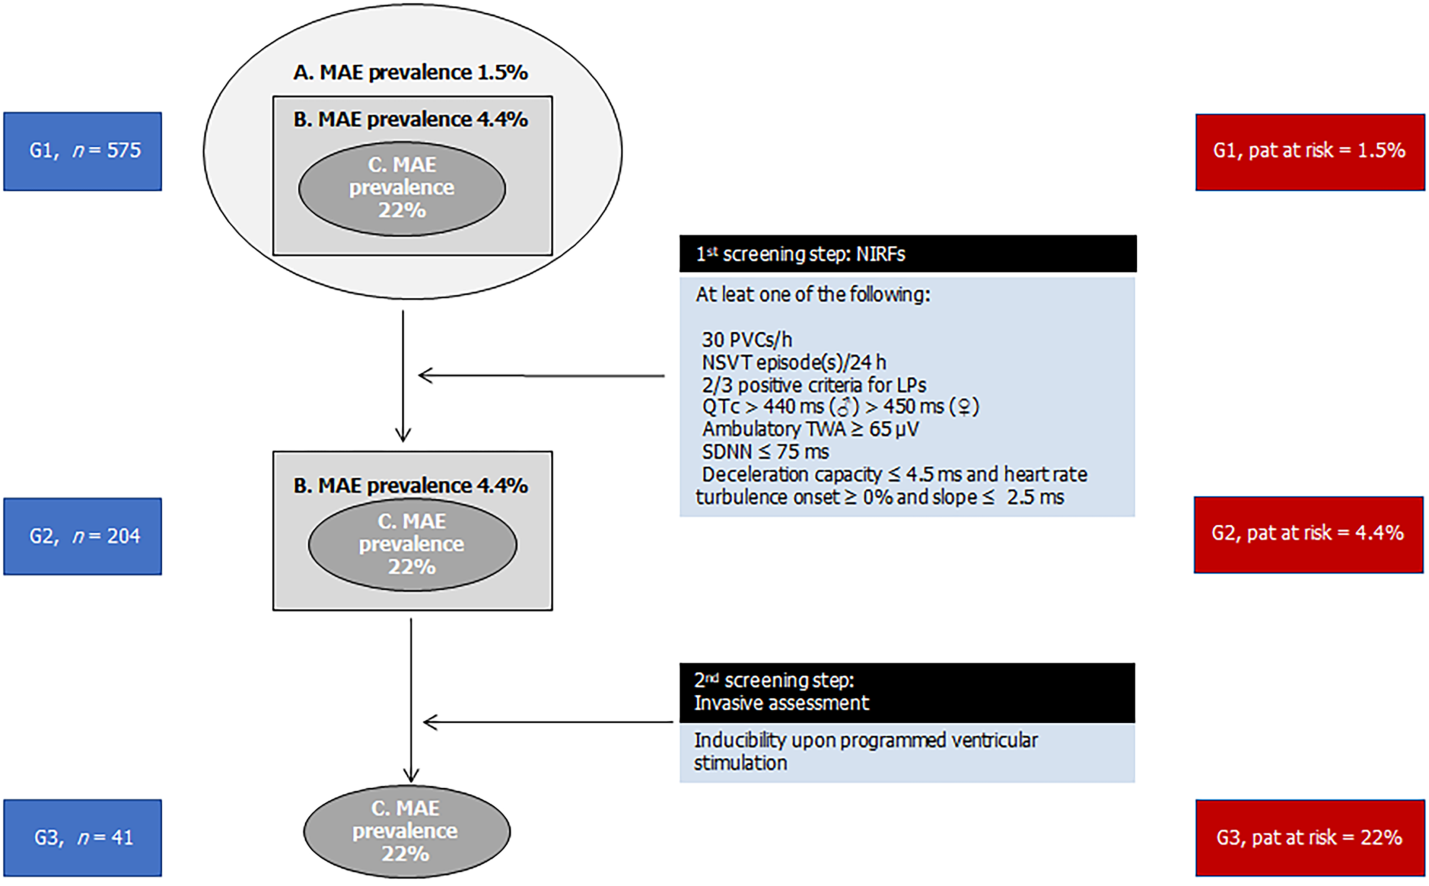 A. MAE prevalence 1.5%
B. MAE prevalence 4.4%
C. MAE
prevalence
22%
G1, n = 575
G1, pat at risk = 1.5%
1st screening step: NIRFs
At leat one of the following:
30 PVCs/h
NSVT episode(s)/24 h
2/3 positive criteria for LPs
QTc > 440 ms (♂) > 450 ms (♀)
Ambulatory TWA ≥ 65 µV
SDNN ≤ 75 ms
Deceleration capacity ≤ 4.5 ms and heart rate
turbulence onset ≥ 0% and slope ≤ 2.5 ms
B. MAE prevalence 4.4%
C. MAE
prevalence
22%
G2, n = 204
G2, pat at risk = 4.4%
2nd screening step:
Invasive assessment
Inducibility upon programmed ventricular
stimulation
G3, n = 41
C. MAE
prevalence
22%
G3, pat at risk = 22%